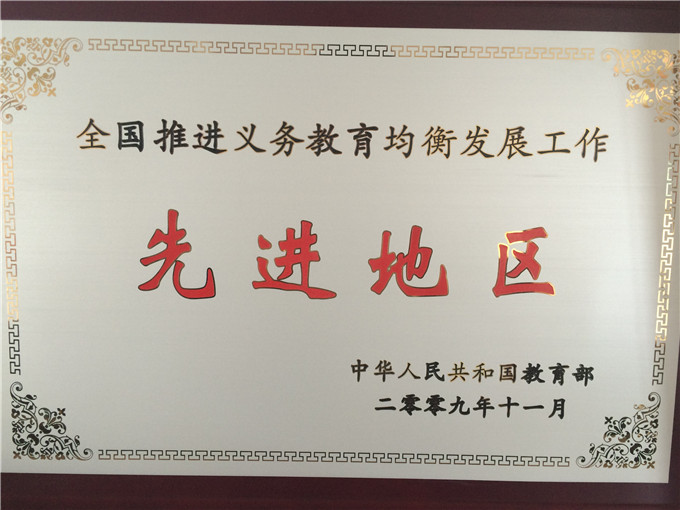 全国推进义务教育均衡发展工作
先进地区
中华人民共和国教育部
二零零九年十一月